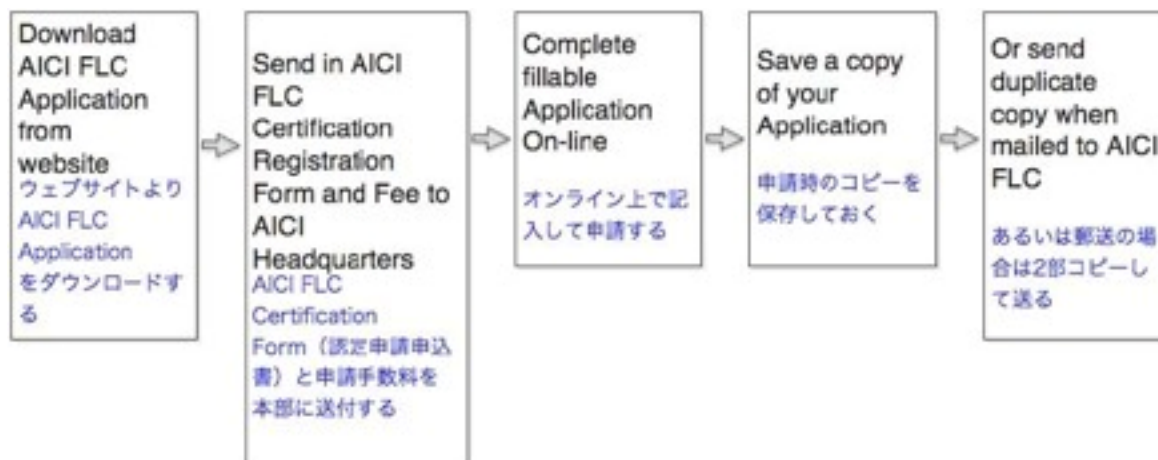 Download
AICI FLC
Application
from
website
ウェブサイトより
AICI FLC
Application
をダウンロードす
る
Send in AICI
FLC
Certification
Registration
Form and Fee to
AICI
Headquarters
AICI FLC
Certification
Form（認定申請申込
書）と申請手数料を
本部に送付する
Complete
fillable
Application
On-line
オンライン上で記
入して申請する
Save a copy
of your
Application
申請時のコピーを
保存しておく
Or send
duplicate
copy when
mailed to AICI
FLC
あるいは郵送の場
合は2部コピーし
て送る